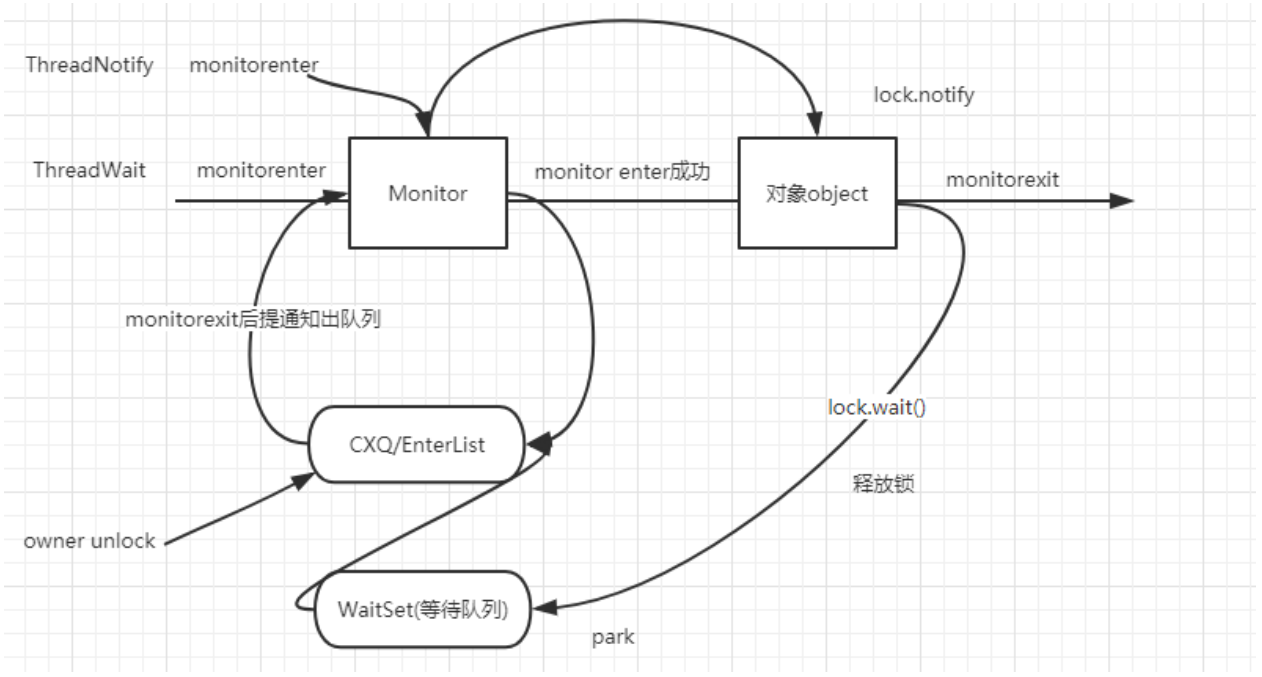 ThreadNotify monitorenter
lock.notify
ThreadWait monitorenter
monitor enter成功
monitorexit
Monitor
对象object
monitorexit后提通知出队列
lock.wait()
CXQ/EnterList
释放锁
owner unlock
WaitSet(等待队列)
park